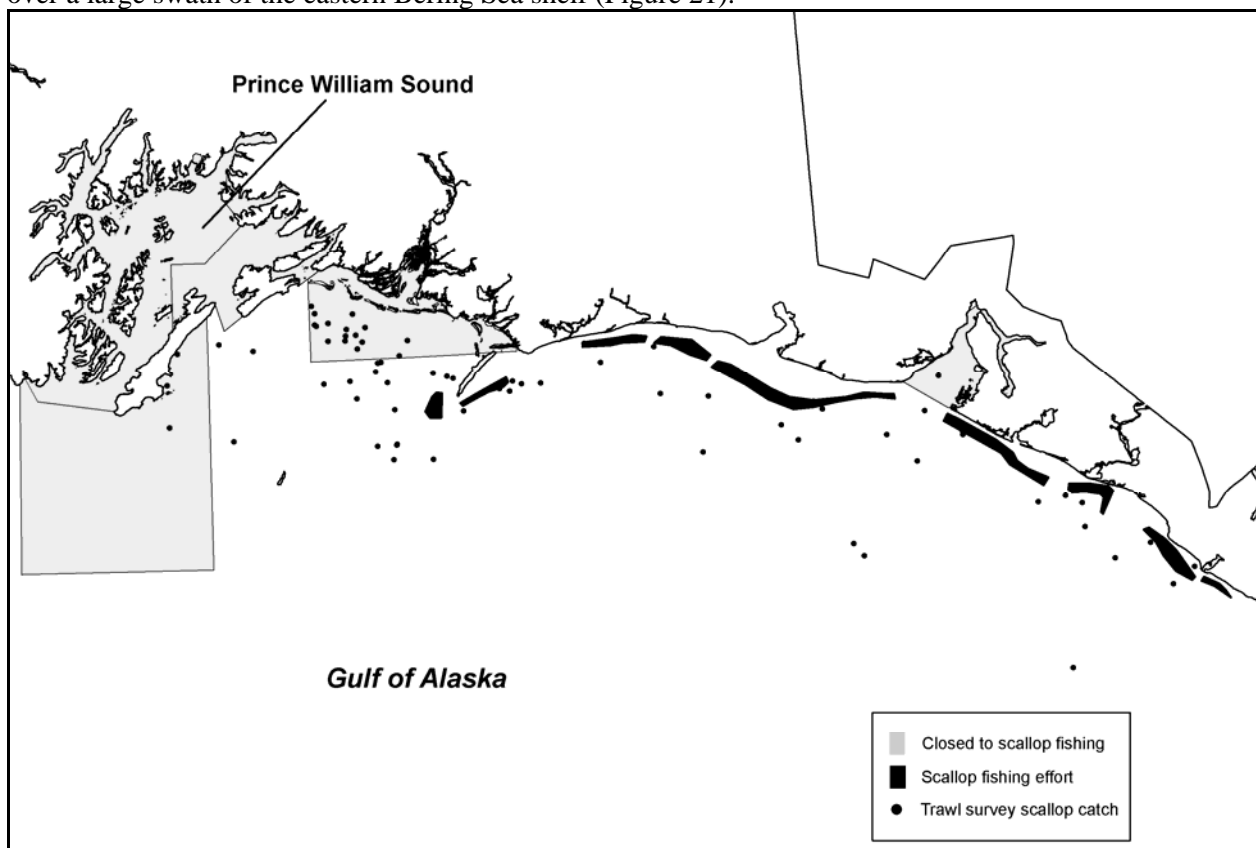 over a large swath of the eastern Bering Sea shelf (Figure 21).
Prince William Sound
Gulf of Alaska
Closed to scallop fishing
Scallop fishing effort
Trawl survey scallop catch